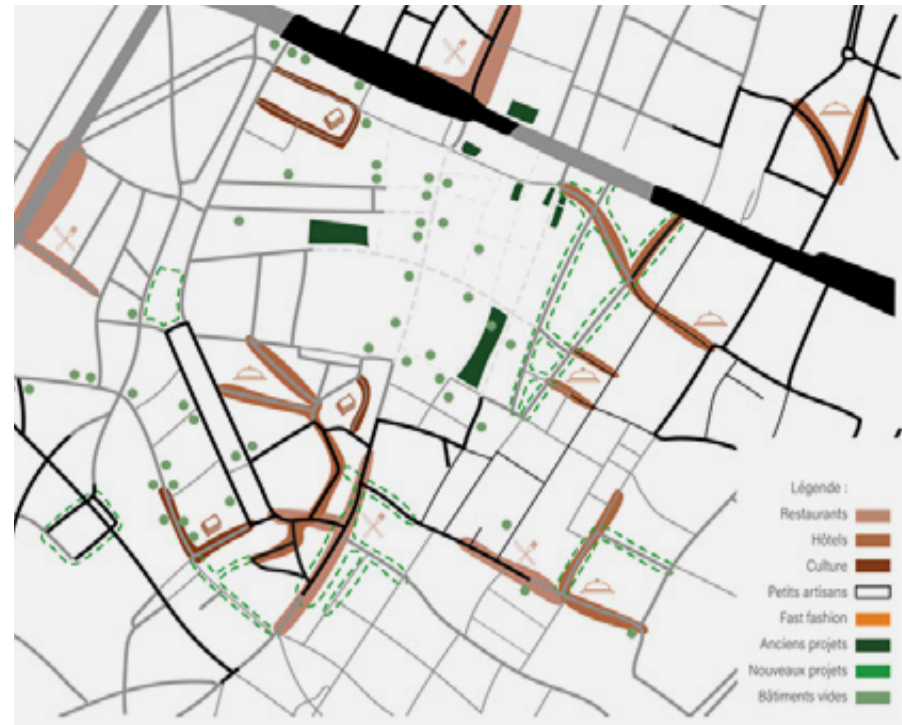 Légende :
Restaurants
Hôtels
Culture
Petits artisans
Fast fashion
Anciens projets
Nouveaux projets
Bâtiments vides